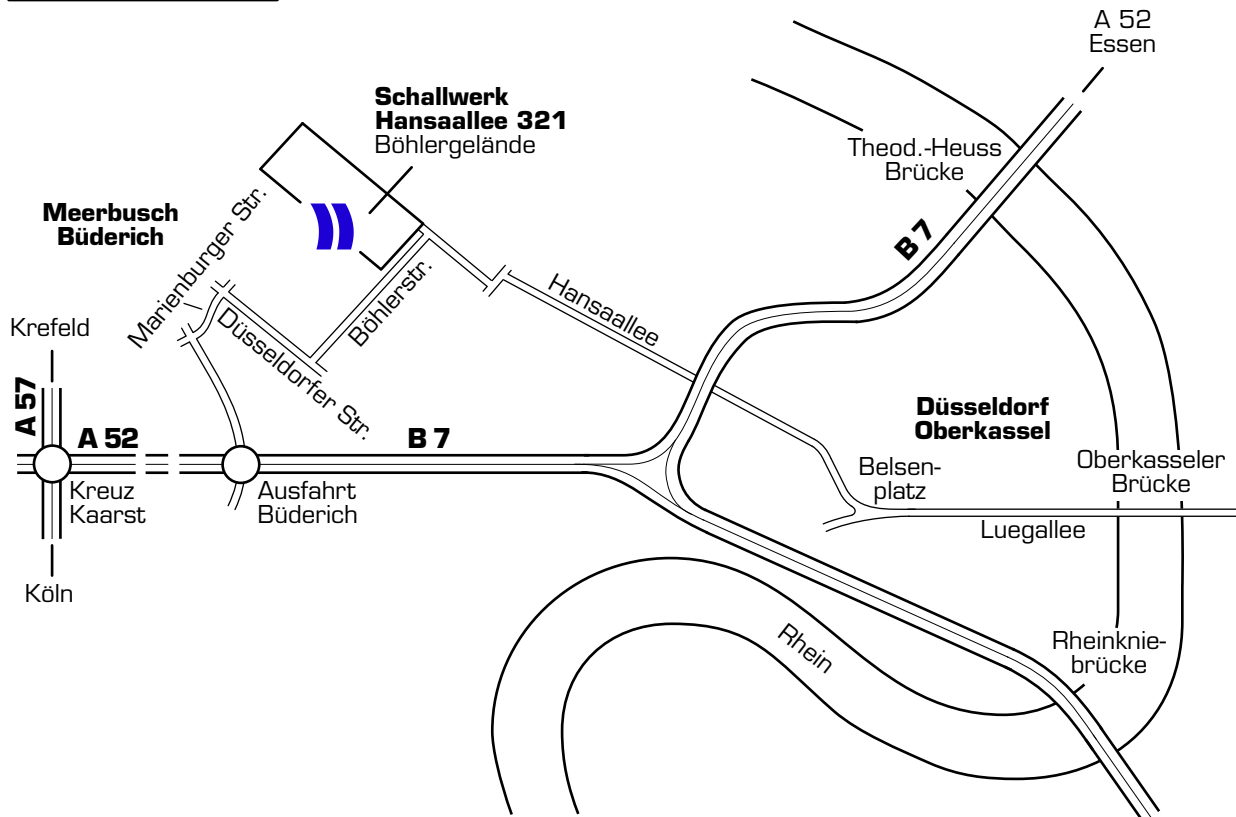 A 52
Essen
Schallwerk
Hansaallee 321
Böhlergelände
Theod.-Heuss
Brücke
Meerbusch
Büderich
Marienburger Str.
B 7
Hansaallee
Böhlerstr.
Düsseldorfer Str.
Krefeld
A 57
A 52
B 7
Düsseldorf
Oberkassel
Belsen-
platz
Oberkasseler
Brücke
Kreuz
Kaarst
Ausfahrt
Büderich
Luegallee
Köln
Rhein
Rheinknie-
brücke